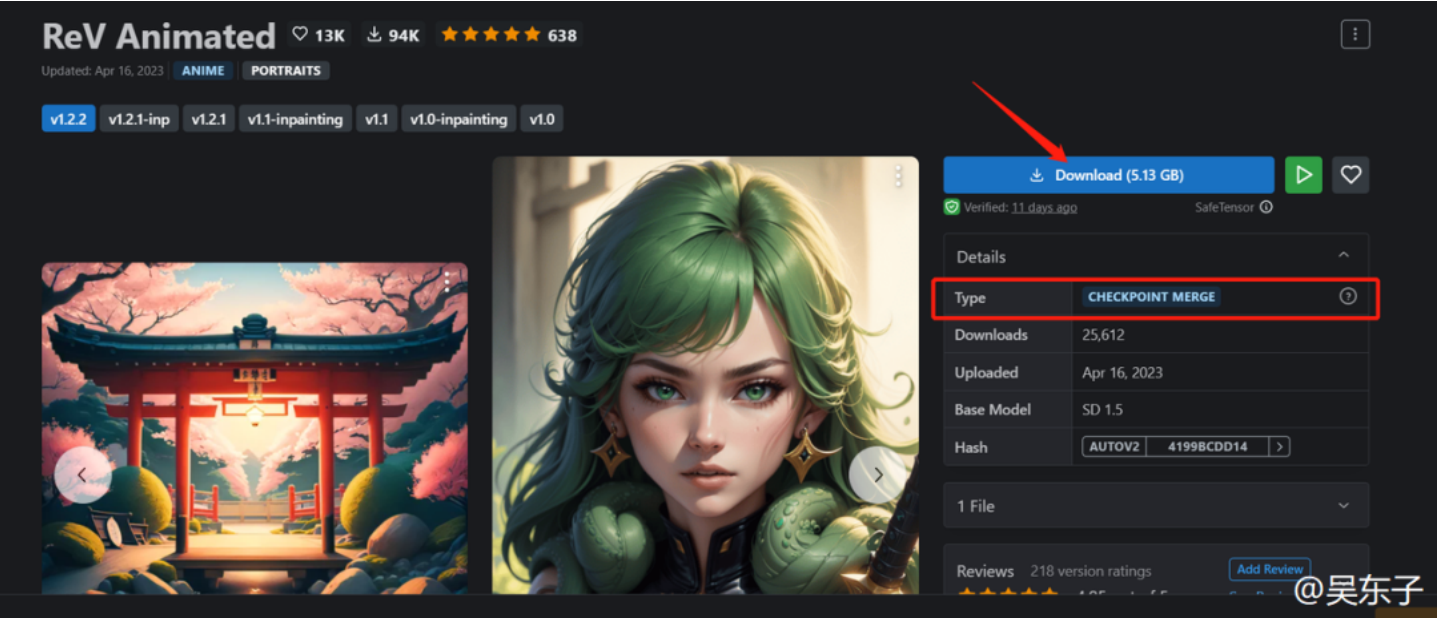 ReV Animated 13K 94K 638
Updated: Apr 16, 2023 ANIME PORTRAITS
v1.2.2 v1.2.1-inp v1.2.1 v1.1-inpainting v1.1 v1.0-inpainting v1.0
Download (5.13 GB)
Verified: 11 days ago SafeTensor
Details
Type CHECKPOINT MERGE
Downloads 25,612
Uploaded Apr 16, 2023
Base Model SD 1.5
Hash AUTOV2 4199BCDD14
1 File
Reviews 218 version ratings Add Review
@吴东子